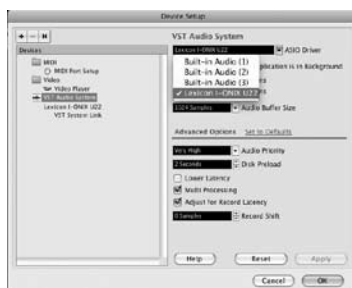 Device Setup
Devices
MIDI
MIDI Port Setup
Video
Video Player
VST Audio System
Lexicon I-ONIX U22
VST System Link
VST Audio System
Lexicon I-ONIX U22
ASIO Driver
Built-in Audio (1)
Built-in Audio (2)
Built-in Audio (3)
Lexicon I-ONIX U22
plication is in Background
Samples
Audio Buffer Size
Advanced Options
Set to Defaults
Very High
Audio Priority
2 Seconds
Disk Preload
Lower Latency
Multi Processing
Adjust for Record Latency
0 Samples
Record Shift
Help
Reset
Apply
Cancel
OK